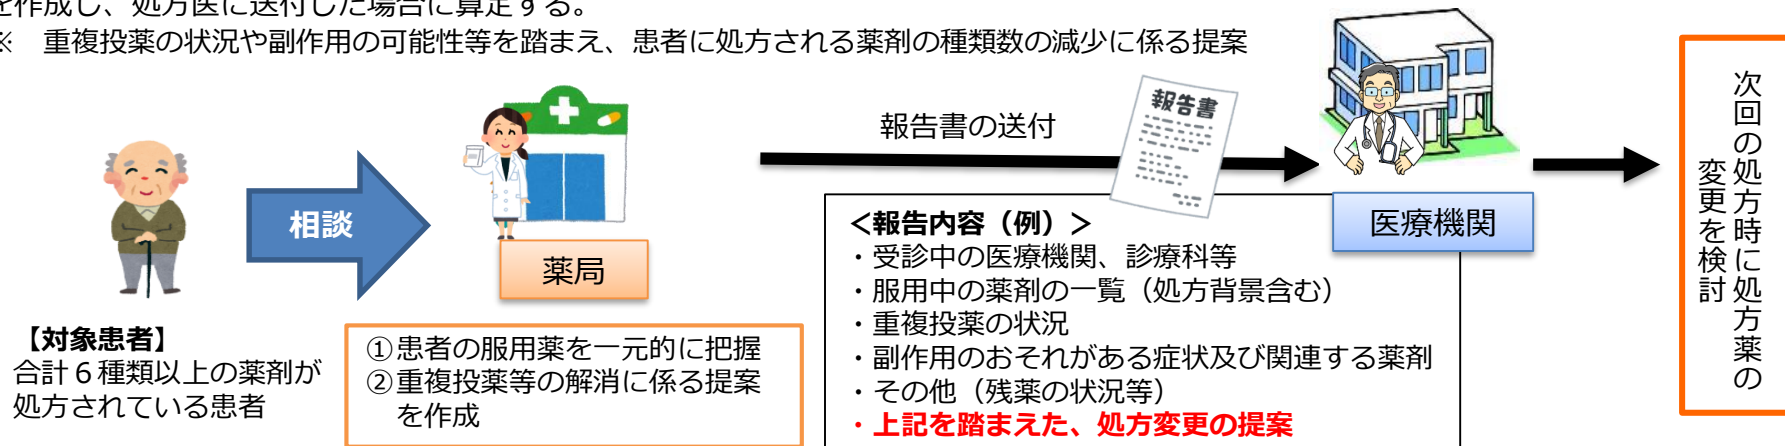 を作成し、処方医に送付した場合に算定する。
※　重複投薬の状況や副作用の可能性等を踏まえ、患者に処方される薬剤の種類数の減少に係る提案
相談
薬局
【対象患者】
合計６種類以上の薬剤が
処方されている患者
①患者の服用薬を一元的に把握
②重複投薬等の解消に係る提案
を作成
報告書の送付
報告書
医療機関
＜報告内容（例）＞
・受診中の医療機関、診療科等
・服用中の薬剤の一覧（処方背景含む）
・重複投薬の状況
・副作用のおそれがある症状及び関連する薬剤
・その他（残薬の状況等）
・上記を踏まえた、処方変更の提案
次回の処方時に処方薬の
変更を検討